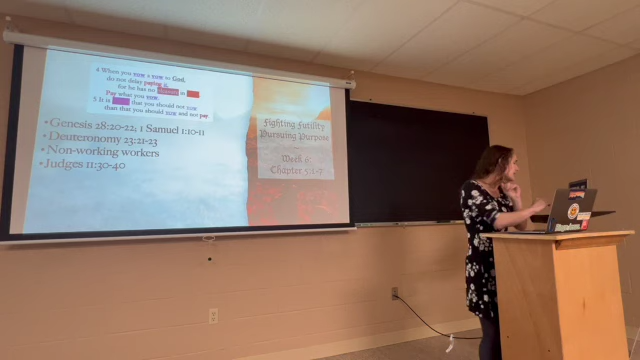 4 When you vow a vow to God,
do not delay paying it,
for he has no pleasure in fools.
Pay what you vow.
5 It is better that you should not vow
than that you should vow and not pay.
• Genesis 28:20-22; 1 Samuel 1:10-11
• Deuteronomy 23:21-23
• Non-working workers
• Judges 11:30-40
Fighting Futility
Pursuing Purpose
Week 6:
Chapter 5:1-7